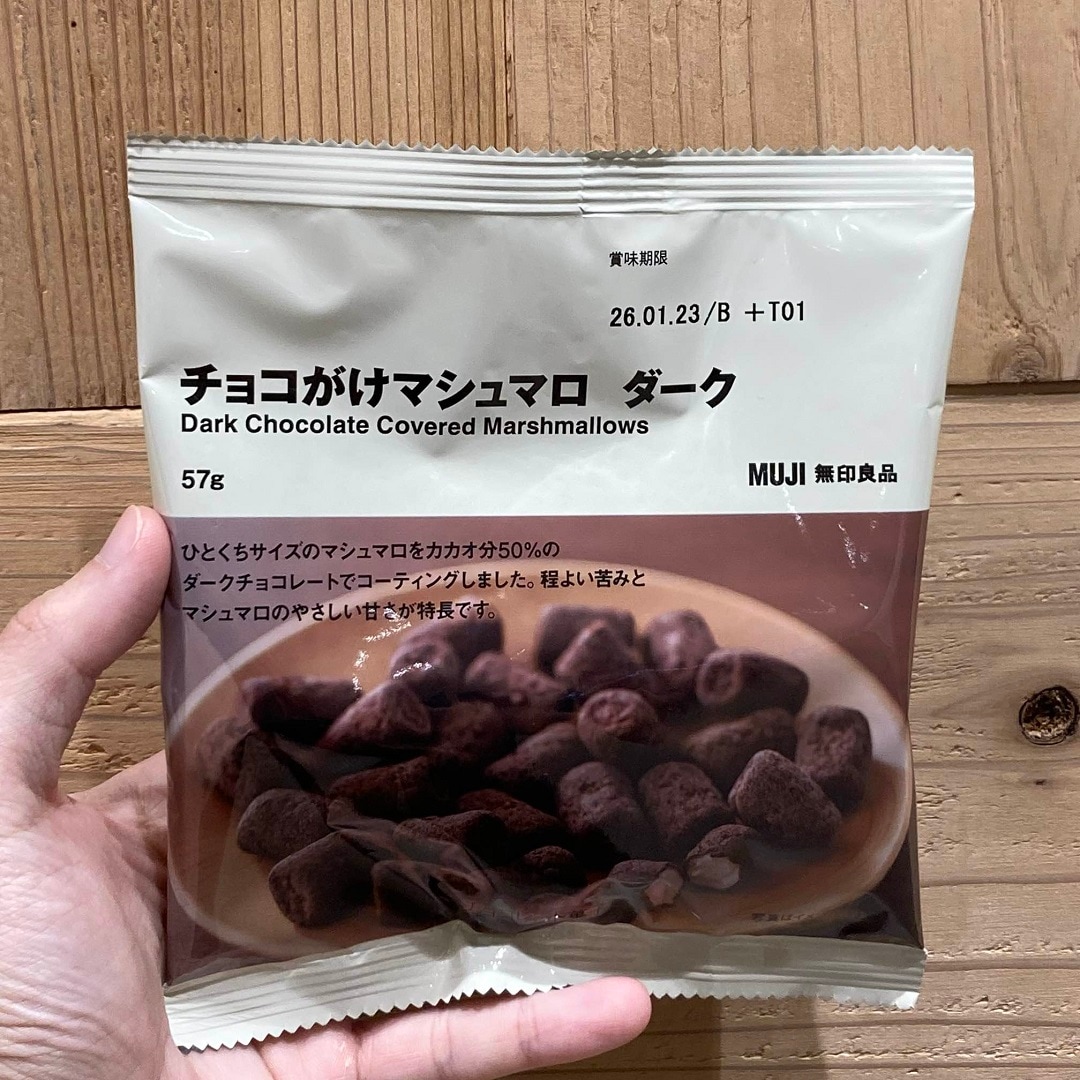 賞味期限
26.01.23/B +T01
チョコがけマシュマロ ダーク
Dark Chocolate Covered Marshmallows
57g
MUJI 無印良品
ひとくちサイズのマシュマロをカカオ分50%の
ダークチョコレートでコーティングしました。程よい苦みと
マシュマロのやさしい甘さが特長です。
写真はイ